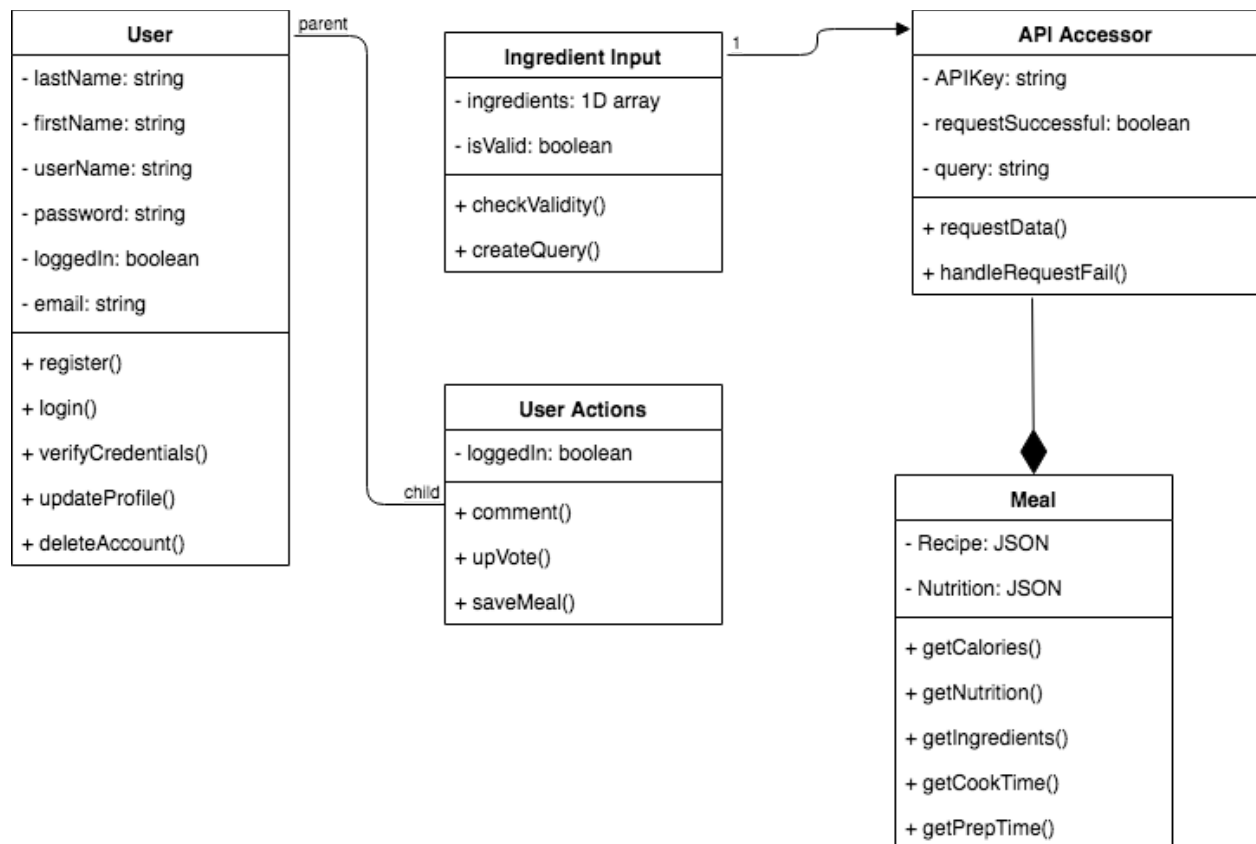 User
- lastName: string
- firstName: string
- userName: string
- password: string
- loggedIn: boolean
- email: string
+ register()
+ login()
+ verifyCredentials()
+ updateProfile()
+ deleteAccount()
parent
child
Ingredient Input
- ingredients: 1D array
- isValid: boolean
+ checkValidity()
+ createQuery()
1
User Actions
- loggedIn: boolean
+ comment()
+ upVote()
+ saveMeal()
API Accessor
- APIKey: string
- requestSuccessful: boolean
- query: string
+ requestData()
+ handleRequestFail()
Meal
- Recipe: JSON
- Nutrition: JSON
+ getCalories()
+ getNutrition()
+ getIngredients()
+ getCookTime()
+ getPrepTime()